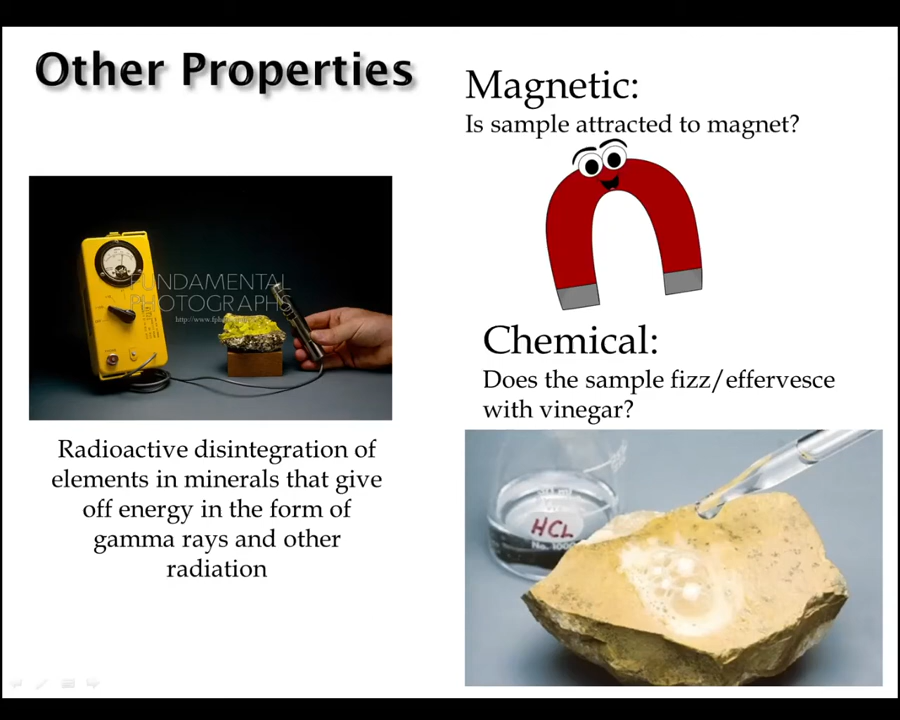 Other Properties
Magnetic:
Is sample attracted to magnet?
FUNDAMENTAL
PHOTOGRAPHS
Radioactive disintegration of
elements in minerals that give
off energy in the form of
gamma rays and other
radiation
Chemical:
Does the sample fizz/effervesce
with vinegar?
HCL